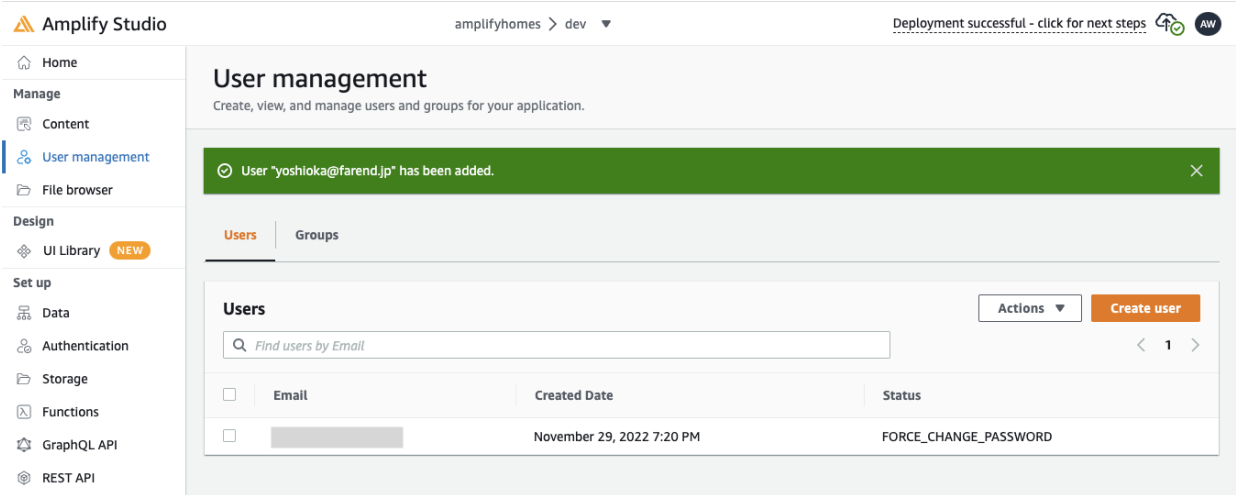 Amplify Studio
amplifyhomes > dev ▼
Deployment successful - click for next steps
AW
Home
Manage
Content
User management
File browser
Design
UI Library NEW
Set up
Data
Authentication
Storage
Functions
GraphQL API
REST API
User management
Create, view, and manage users and groups for your application.
User "yoshioka@farend.jp" has been added.
Users Groups
Users
Actions ▼ Create user
Find users by Email
< 1 >
Email Created Date Status
November 29, 2022 7:20 PM FORCE_CHANGE_PASSWORD